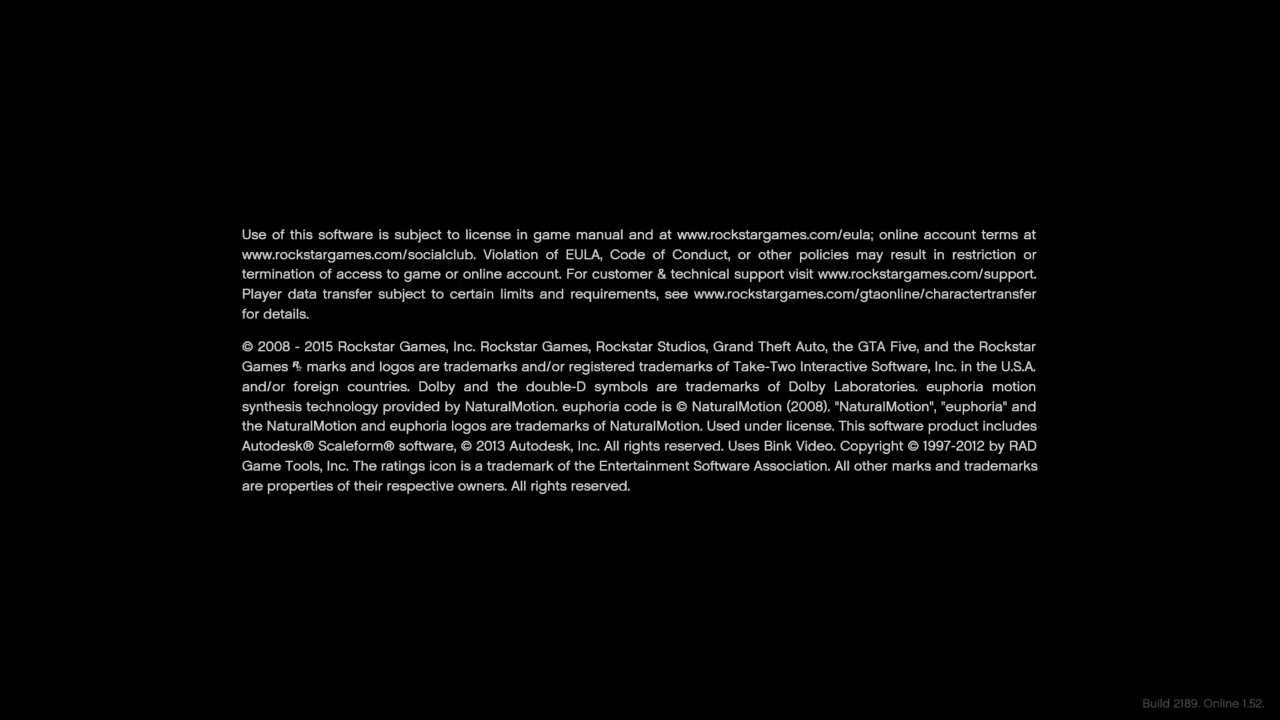 Use of this software is subject to license in game manual and at www.rockstargames.com/eula; online account terms at
www.rockstargames.com/socialclub. Violation of EULA, Code of Conduct, or other policies may result in restriction or
termination of access to game or online account. For customer & technical support visit www.rockstargames.com/support.
Player data transfer subject to certain limits and requirements, see www.rockstargames.com/gtaonline/charactertransfer
for details.
© 2008 - 2015 Rockstar Games, Inc. Rockstar Games, Rockstar Studios, Grand Theft Auto, the GTA Five, and the Rockstar
Games R* marks and logos are trademarks and/or registered trademarks of Take-Two Interactive Software, Inc. in the U.S.A.
and/or foreign countries. Dolby and the double-D symbols are trademarks of Dolby Laboratories. euphoria motion
synthesis technology provided by NaturalMotion. euphoria code is © NaturalMotion (2008). "NaturalMotion", "euphoria" and
the NaturalMotion and euphoria logos are trademarks of NaturalMotion. Used under license. This software product includes
Autodesk® Scaleform® software, © 2013 Autodesk, Inc. All rights reserved. Uses Bink Video. Copyright © 1997-2012 by RAD
Game Tools, Inc. The ratings icon is a trademark of the Entertainment Software Association. All other marks and trademarks
are properties of their respective owners. All rights reserved.
Build 2189. Online 1.52.